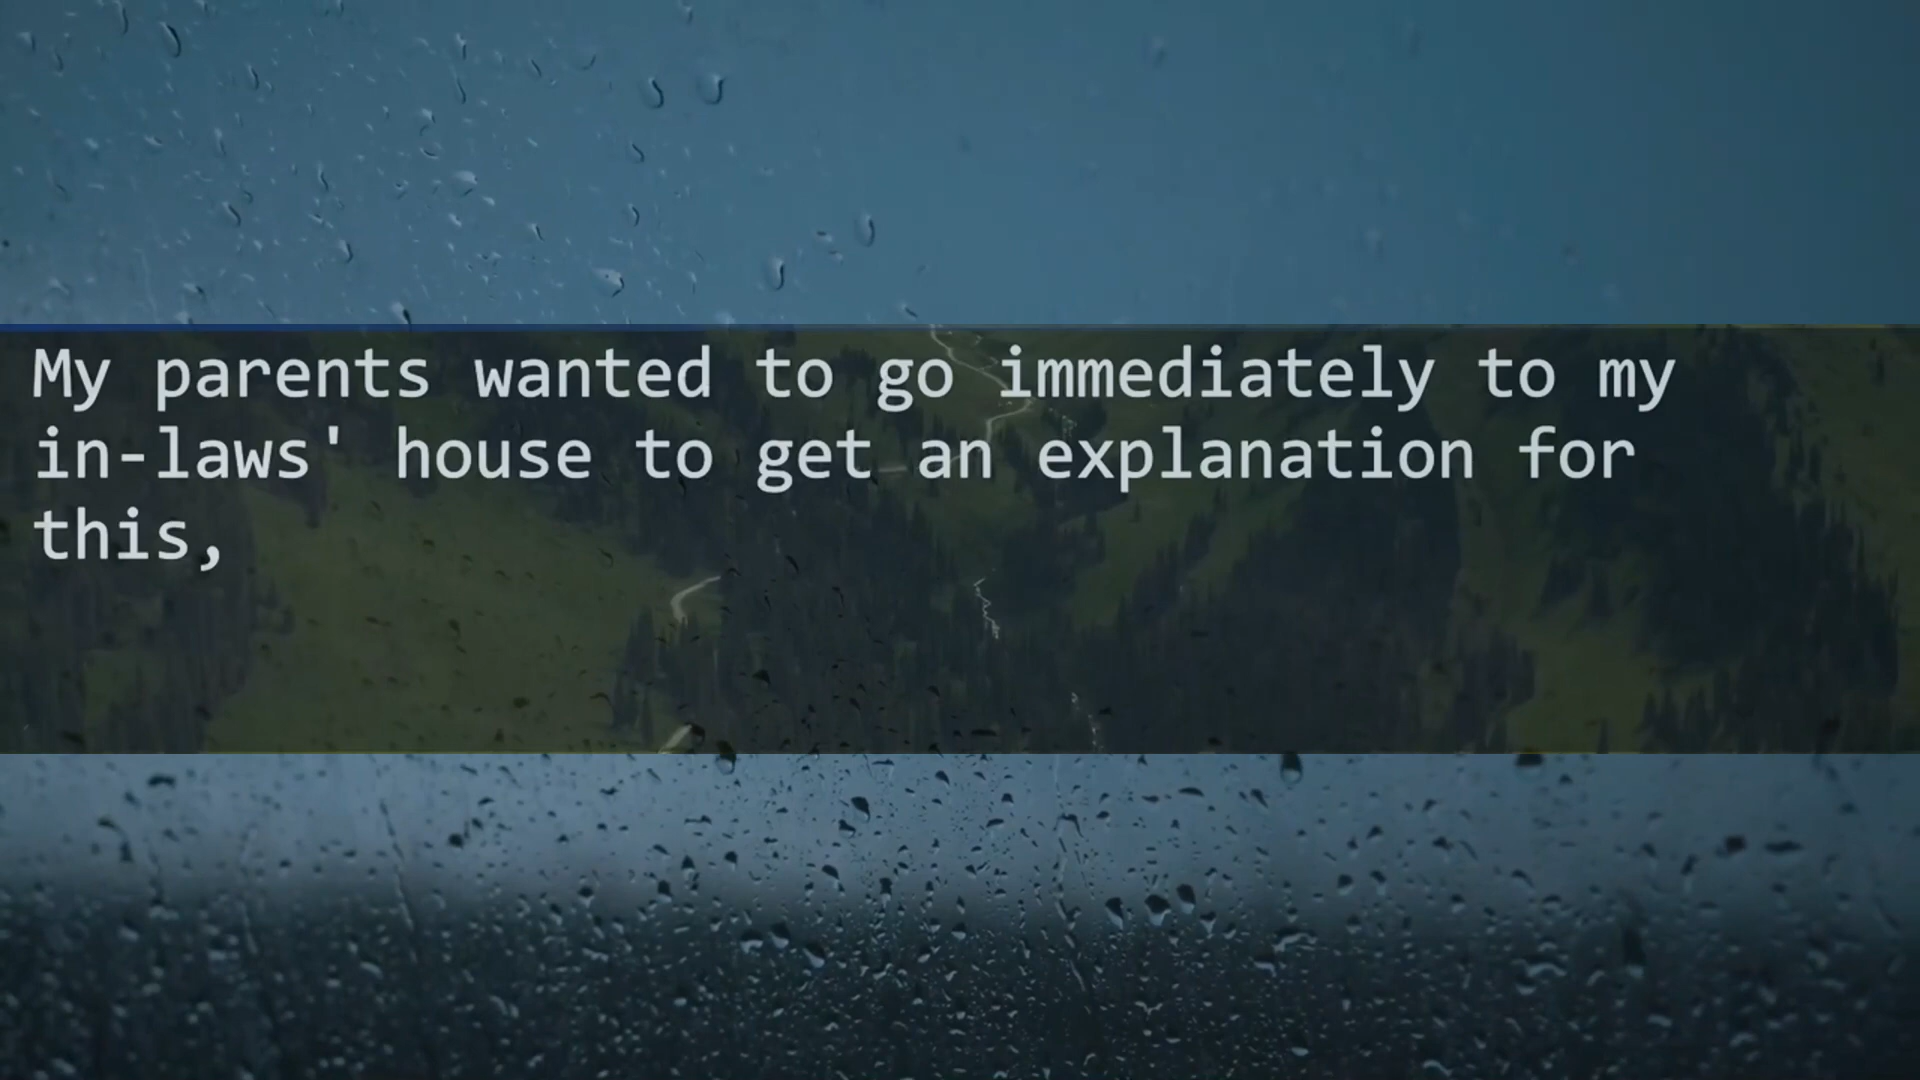 My parents wanted to go immediately to my
in-laws' house to get an explanation for
this,